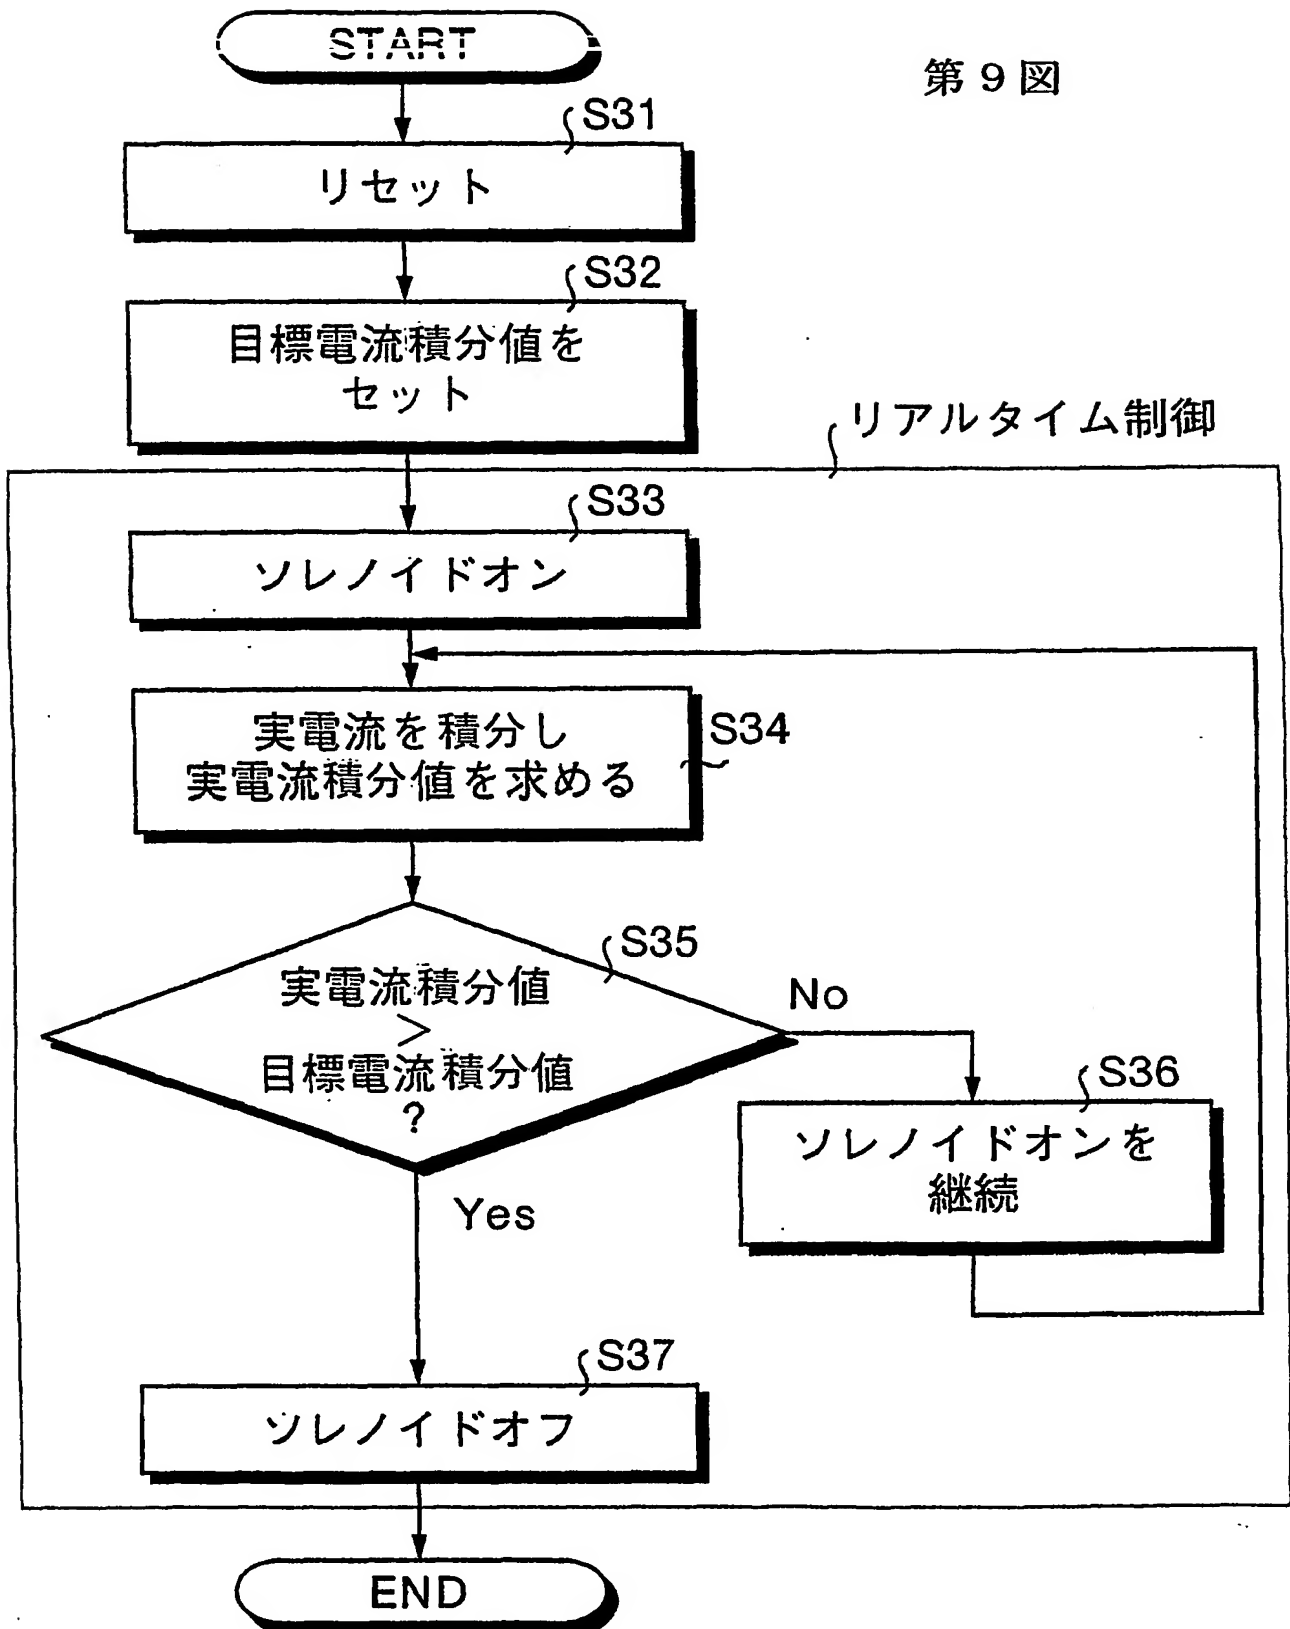 START
第 9 図
S31
リセット
S32
目標電流積分値を
セット
リアルタイム制御
S33
ソレノイドオン
実電流を積分し
実電流積分値を求める
S34
S35
実電流積分値
>
目標電流積分値
?
No
S36
ソレノイドオンを
継続
Yes
S37
ソレノイドオフ
END